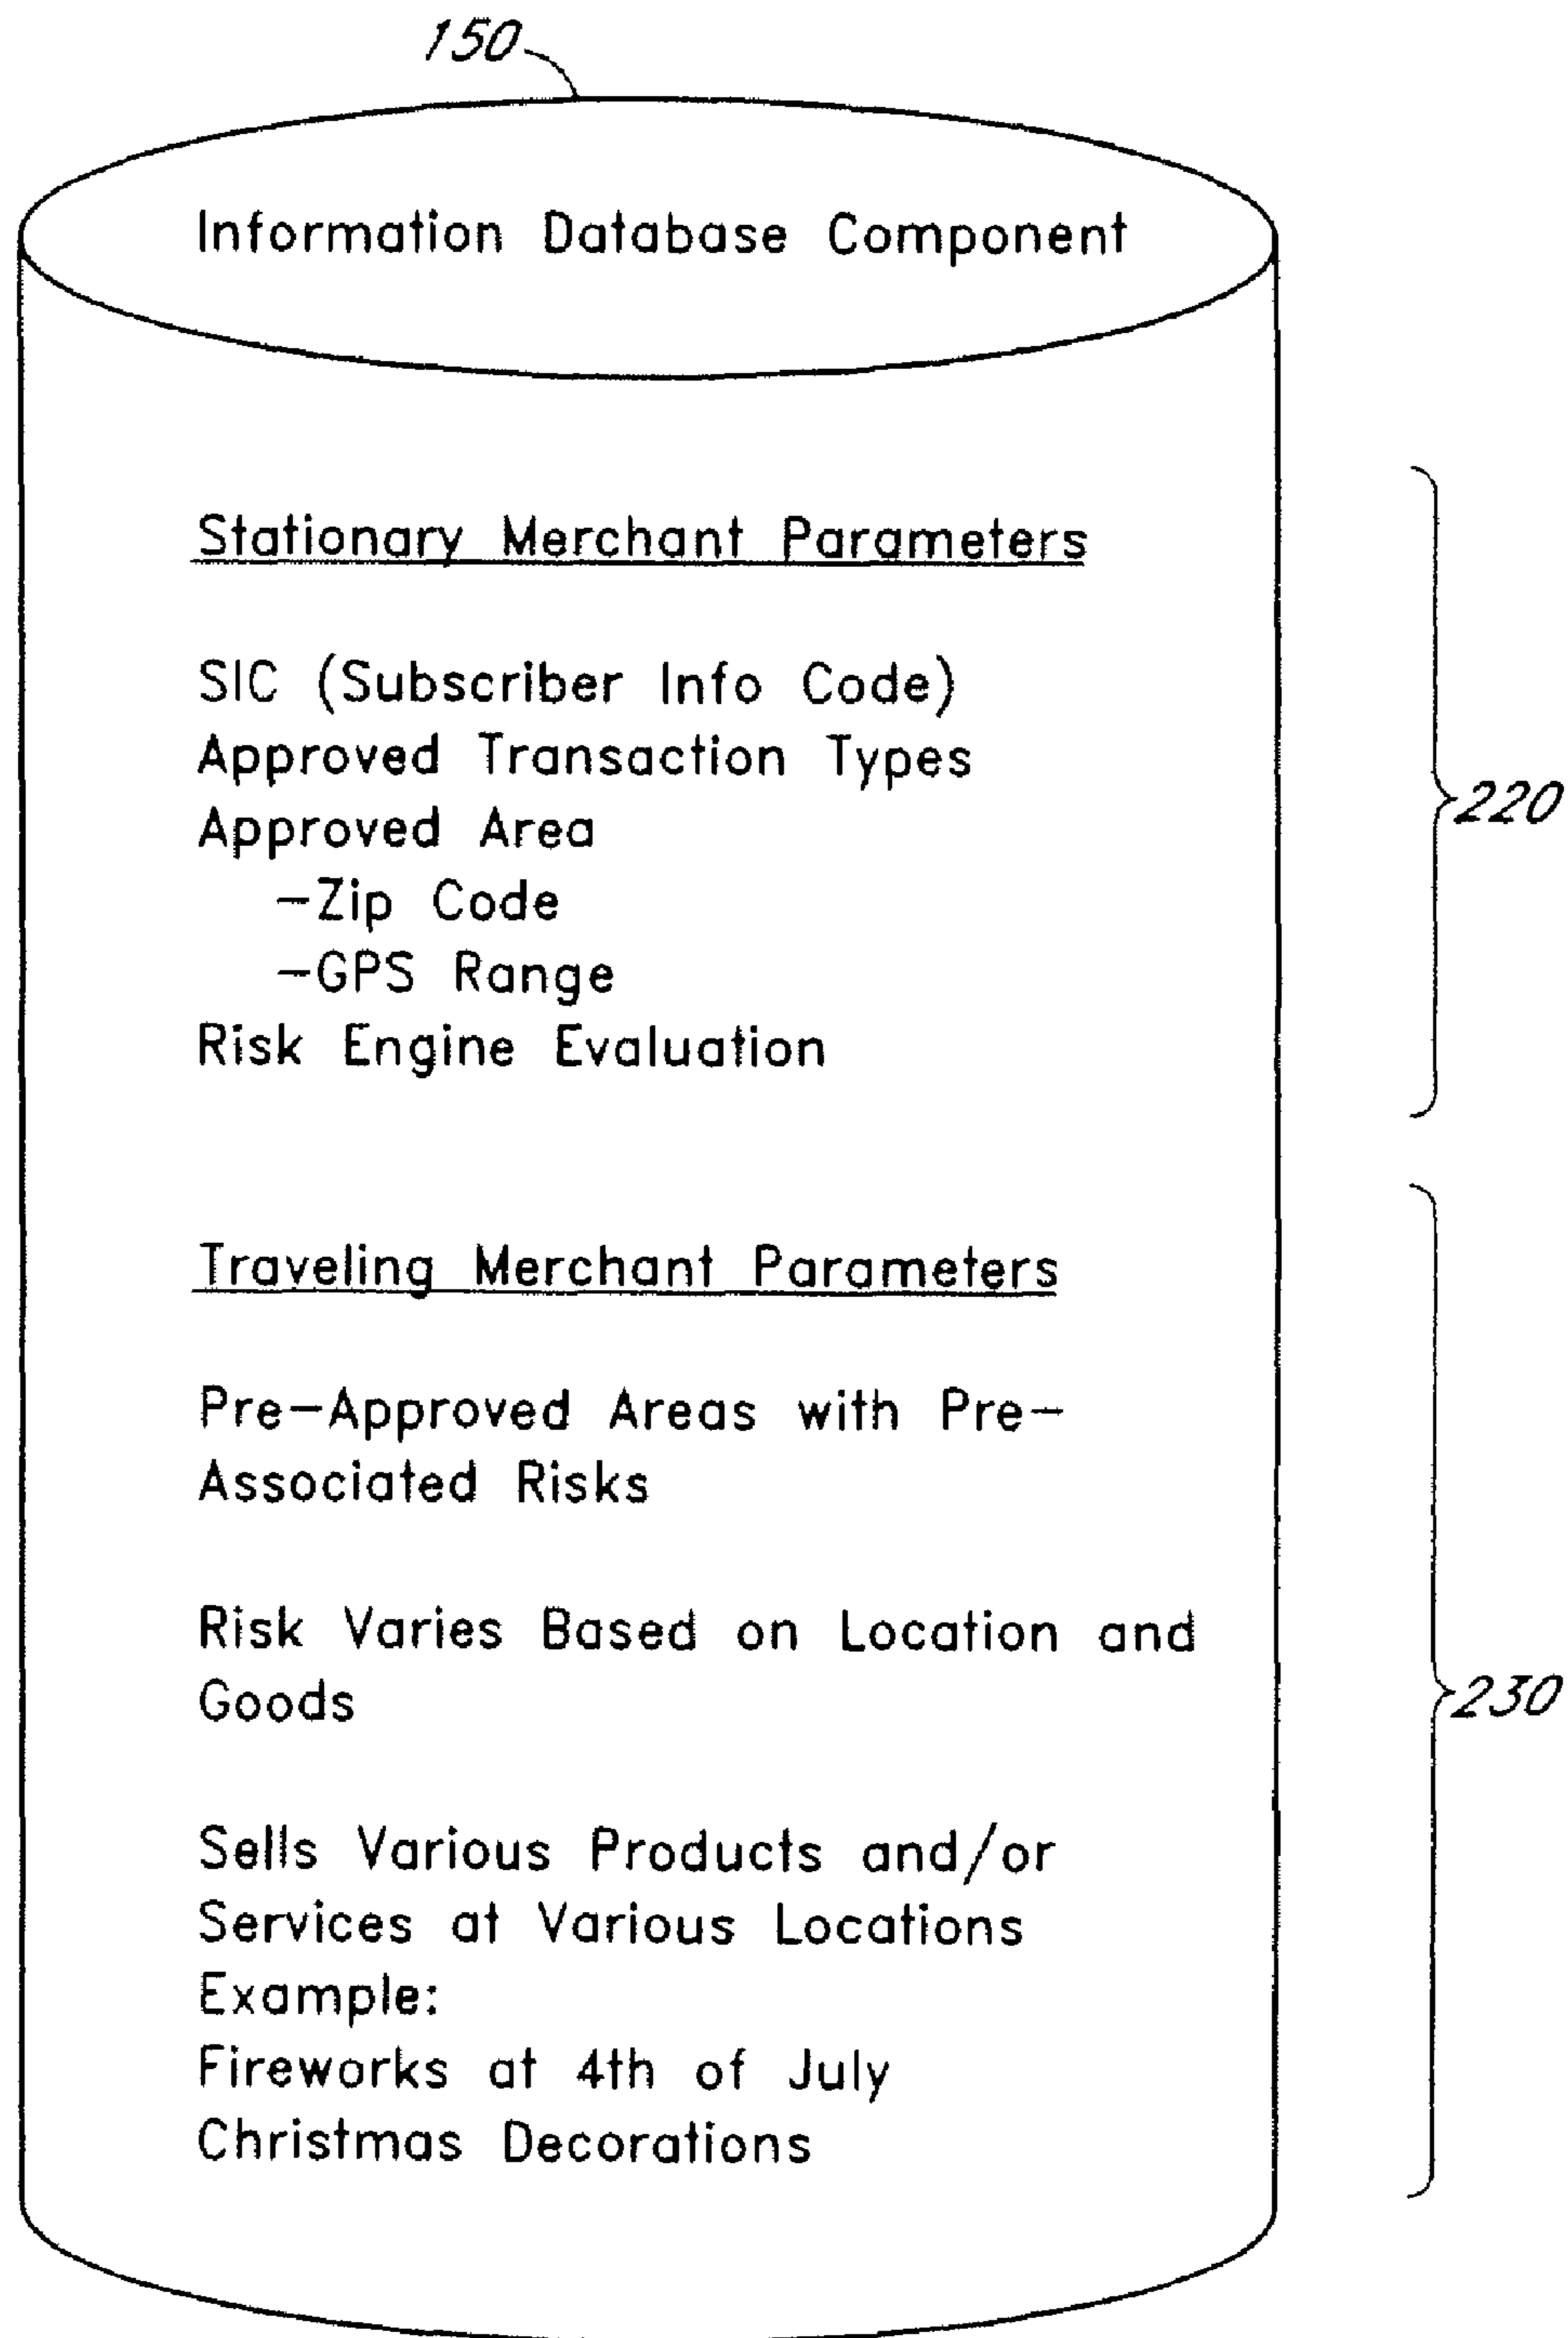 150
Information Database Component
Stationary Merchant Parameters
SIC (Subscriber Info Code)
Approved Transaction Types
Approved Area
-Zip Code
-GPS Range
Risk Engine Evaluation
220
Traveling Merchant Parameters
Pre-Approved Areas with Pre-
Associated Risks
Risk Varies Based on Location and
Goods
230
Sells Various Products and/or
Services at Various Locations
Example:
Fireworks at 4th of July
Christmas Decorations